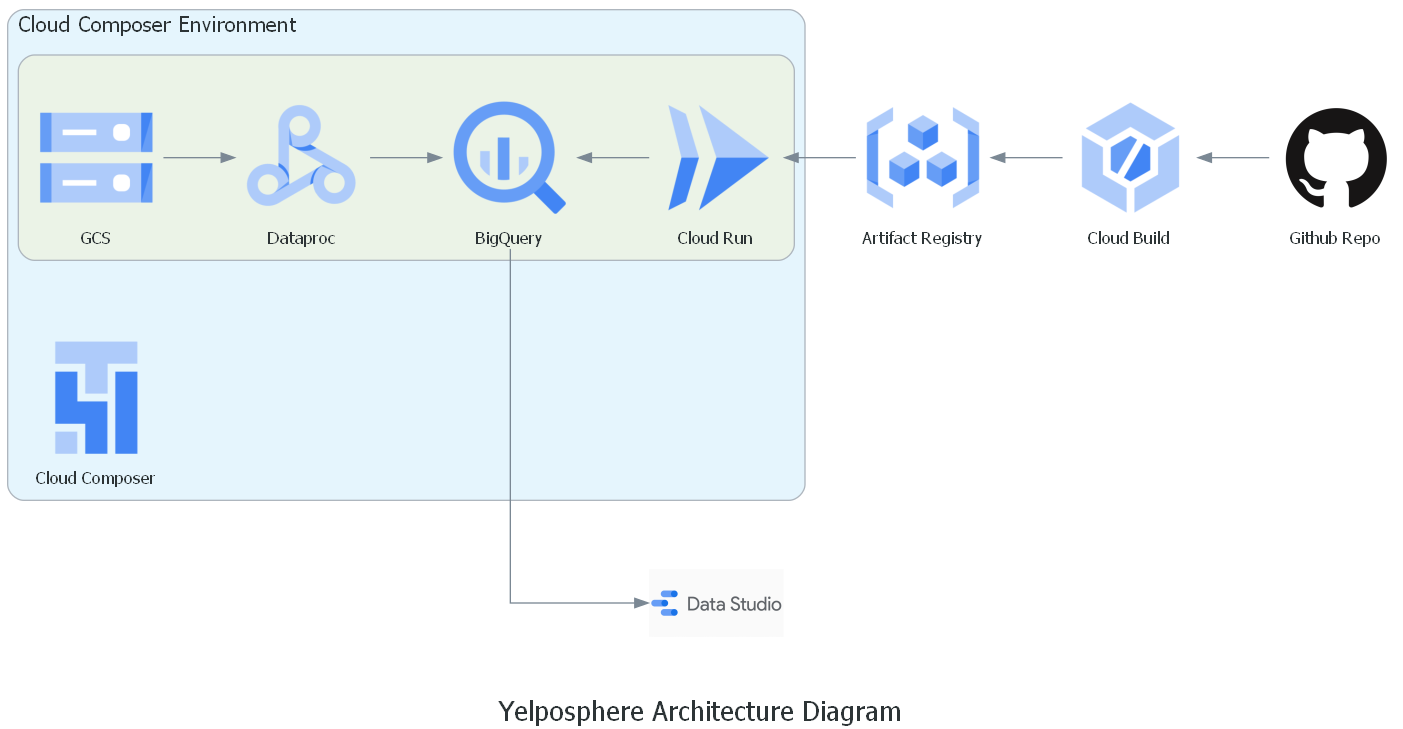 Cloud Composer Environment
GCS
Dataproc
BigQuery
Cloud Run
Artifact Registry
Cloud Build
Github Repo
Cloud Composer
Data Studio
Yelposphere Architecture Diagram